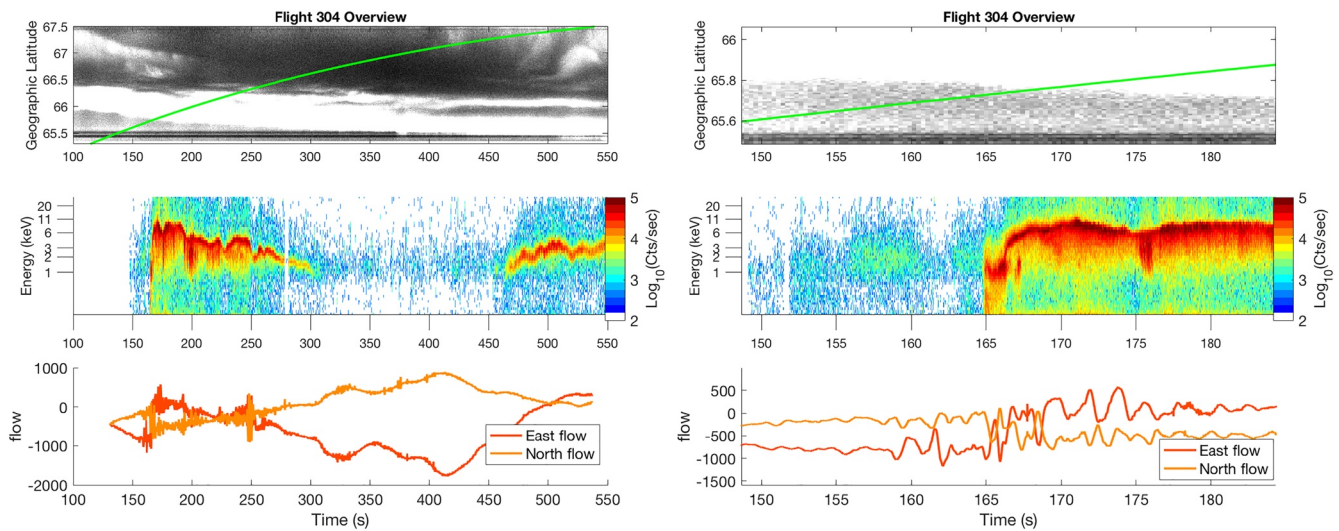 Flight 304 Overview
Geographic Latitude
67.5
67
66.5
66
65.5
100 150 200 250 300 350 400 450 500 550
Energy (keV)
20
11
6
3
2
1
100 150 200 250 300 350 400 450 500 550
5
4
3
2
Log10(Cts/sec)
flow
1000
0
-1000
-2000
East flow
North flow
100 150 200 250 300 350 400 450 500 550
Time (s)
Flight 304 Overview
Geographic Latitude
66
65.8
65.6
150 155 160 165 170 175 180
Energy (keV)
20
11
6
3
2
1
150 155 160 165 170 175 180
5
4
3
2
Log10(Cts/sec)
flow
500
0
-500
-1000
-1500
East flow
North flow
150 155 160 165 170 175 180
Time (s)